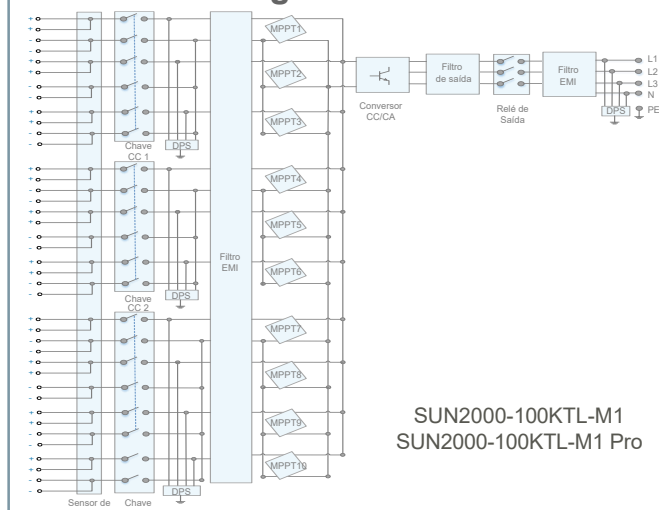 MPPT1
MPPT2
MPPT3
Chave
CC 1
DPS
MPPT4
MPPT5
MPPT6
Chave
CC 2
DPS
Filtro
EMI
MPPT7
MPPT8
MPPT9
MPPT10
DPS
Sensor de
Chave
Conversor
CC/CA
Filtro
de saída
Relé de
Saída
Filtro
EMI
L1
L2
L3
N
DPS
PE
SUN2000-100KTL-M1
SUN2000-100KTL-M1 Pro